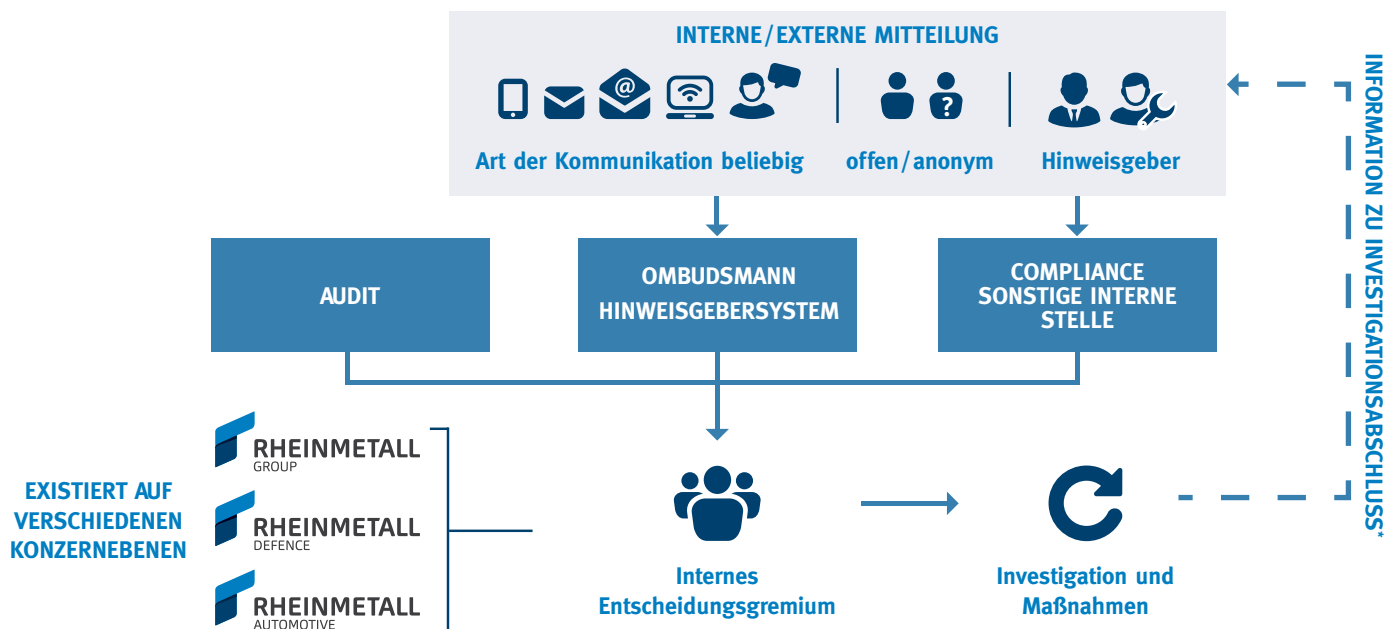 INTERNE/EXTERNE MITTEILUNG
@
?
Art der Kommunikation beliebig
offen/anonym
Hinweisgeber
INFORMATION ZU INVESTIGATIONSABSCHLUSS*
AUDIT
OMBUDSMANN
HINWEISGEBERSYSTEM
COMPLIANCE
SONSTIGE INTERNE
STELLE
EXISTIERT AUF
VERSCHIEDENEN
KONZERNEBENEN
RHEINMETALL
GROUP
RHEINMETALL
DEFENCE
RHEINMETALL
AUTOMOTIVE
Internes
Entscheidungsgremium
Investigation und
Maßnahmen